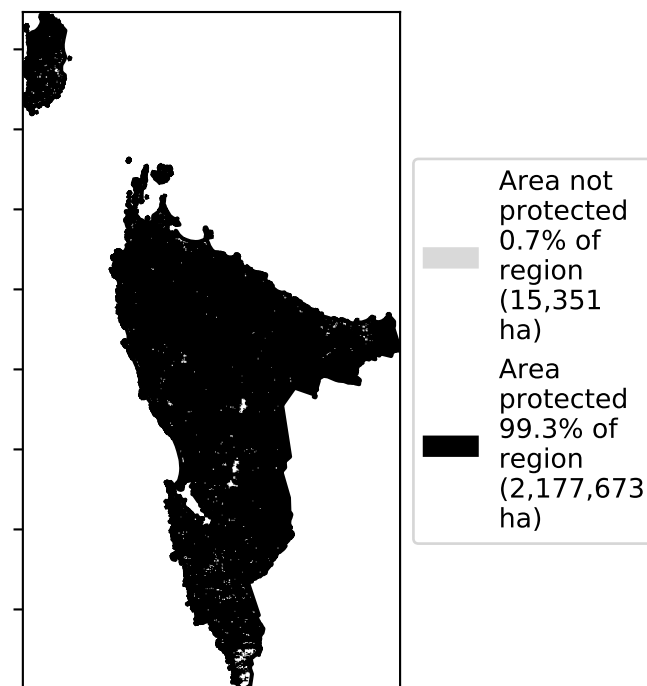 Area not
protected
0.7% of
region
(15,351
ha)
Area
protected
99.3% of
region
(2,177,673
ha)